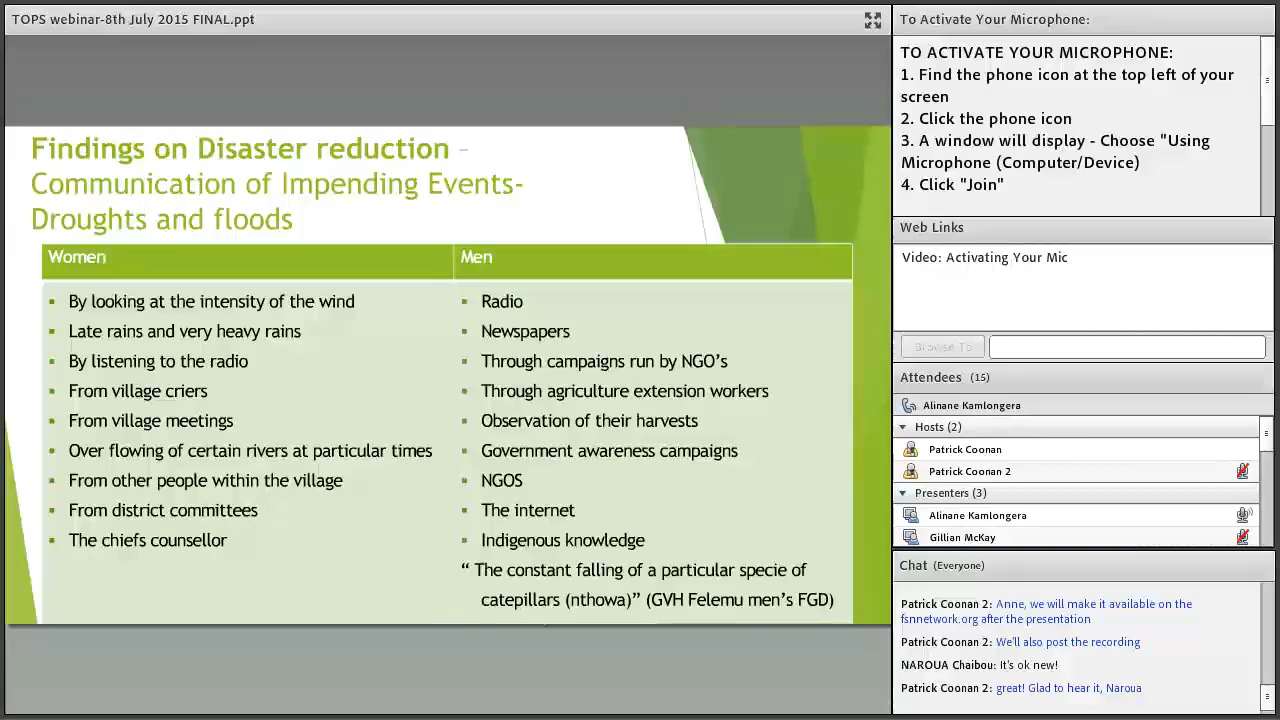 TOPS webinar-8th July 2015 FINAL.ppt
Findings on Disaster reduction –
Communication of Impending Events-
Droughts and floods
Women
Men
By looking at the intensity of the wind
Late rains and very heavy rains
By listening to the radio
From village criers
From village meetings
Over flowing of certain rivers at particular times
From other people within the village
From district committees
The chiefs counsellor
Radio
Newspapers
Through campaigns run by NGO's
Through agriculture extension workers
Observation of their harvests
Government awareness campaigns
NGOS
The internet
Indigenous knowledge
“ The constant falling of a particular specie of
catepillars (nthowa)” (GVH Felemu men's FGD)
To Activate Your Microphone:
TO ACTIVATE YOUR MICROPHONE:
1. Find the phone icon at the top left of your
screen
2. Click the phone icon
3. A window will display - Choose "Using
Microphone (Computer/Device)
4. Click "Join"
Web Links
Video: Activating Your Mic
Browse To
Attendees (15)
Alinane Kamlongera
Hosts (2)
Patrick Coonan
Patrick Coonan 2
Presenters (3)
Alinane Kamlongera
Gillian McKay
Chat (Everyone)
Patrick Coonan 2: Anne, we will make it available on the
fsnnetwork.org after the presentation
Patrick Coonan 2: We'll also post the recording
NAROUA Chaibou: It's ok new!
Patrick Coonan 2: great! Glad to hear it, Naroua